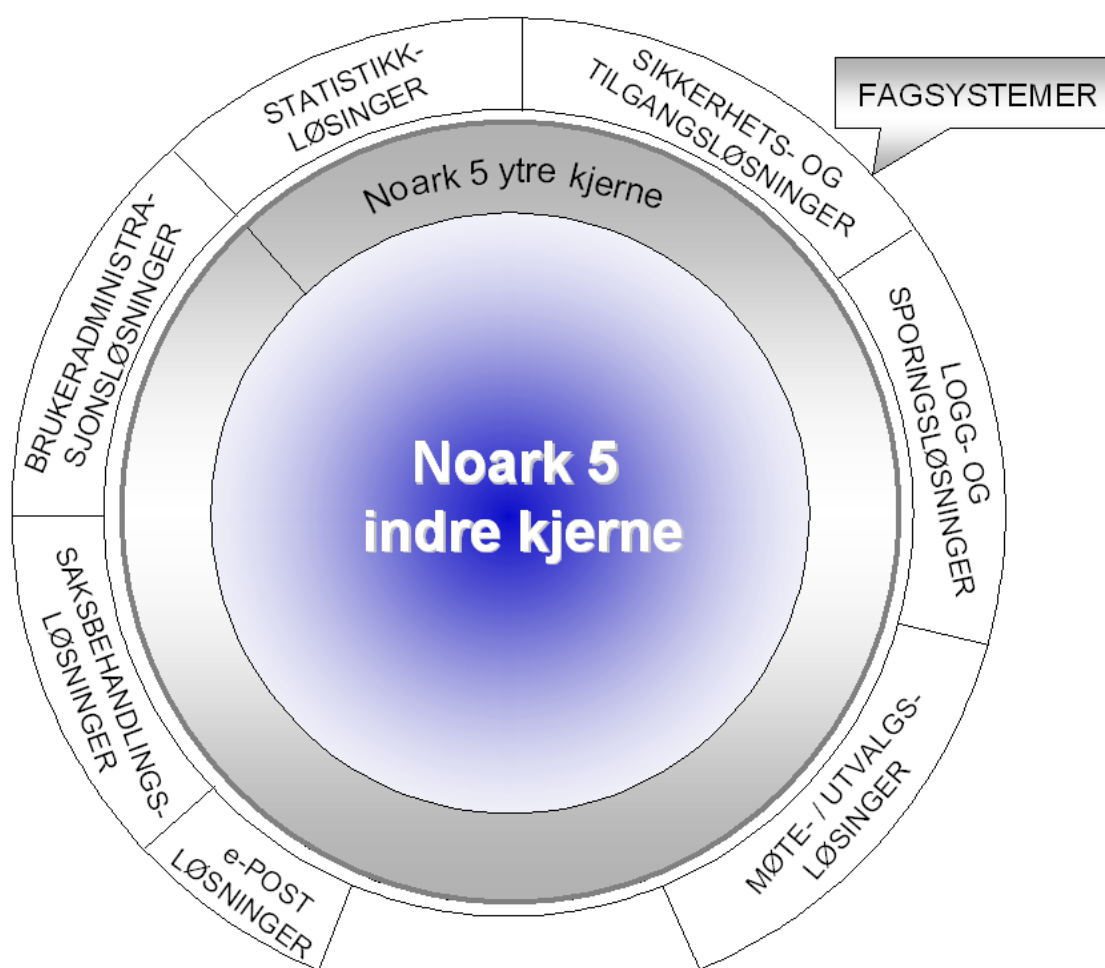 STATISTIKK-
LØSINGER
SIKKERHETS- OG
TILGANGSLØSNINGER
FAGSYSTEMER
Noark 5 ytre kjerne
BRUKERADMINISTRA-
SJONSLØSNINGER
LOGG- OG
SPORINGSLØSNINGER
Noark 5
indre kjerne
SAKSBEHANDLINGS-
LØSNINGER
MØTE- / UTVALGS-
LØSINGER
e-POST
LØSNINGER